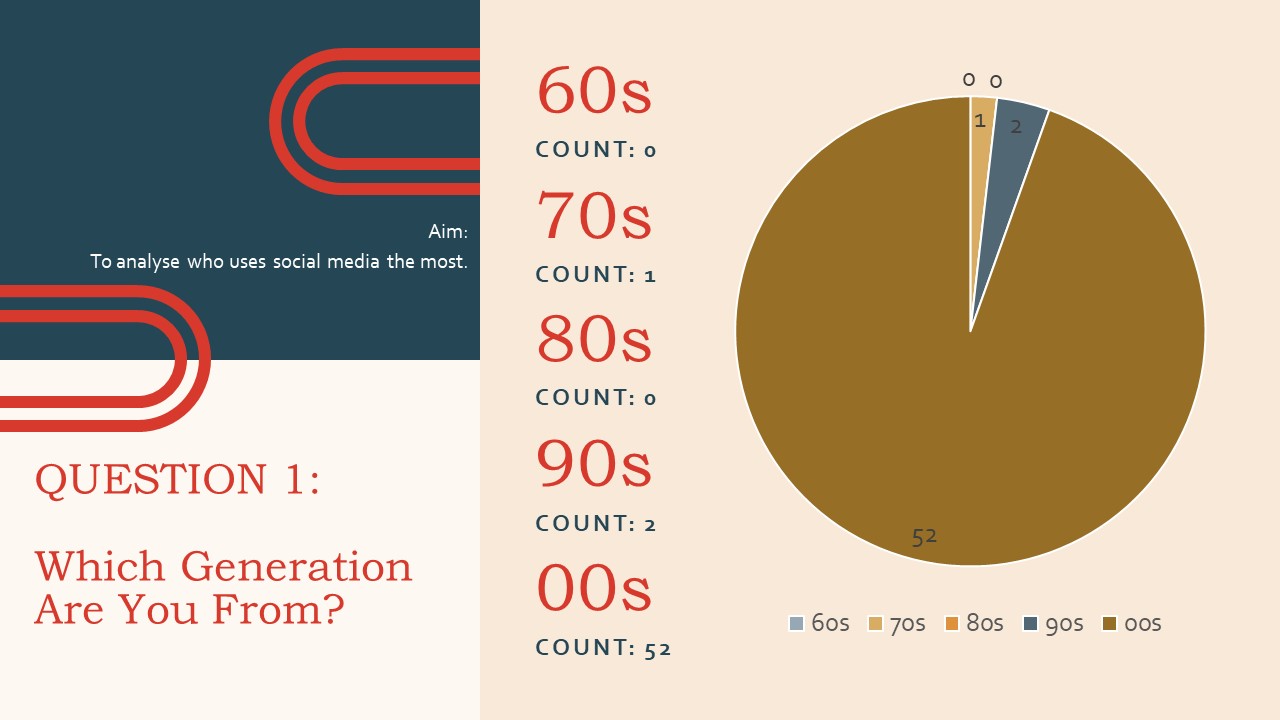 Aim:
To analyse who uses social media the most.
QUESTION 1:
Which Generation
Are You From?
60s
COUNT: 0
70s
COUNT: 1
80s
COUNT: 0
90s
COUNT: 2
00s
COUNT: 52
0 0
1 2
52
60s 70s 80s 90s 00s